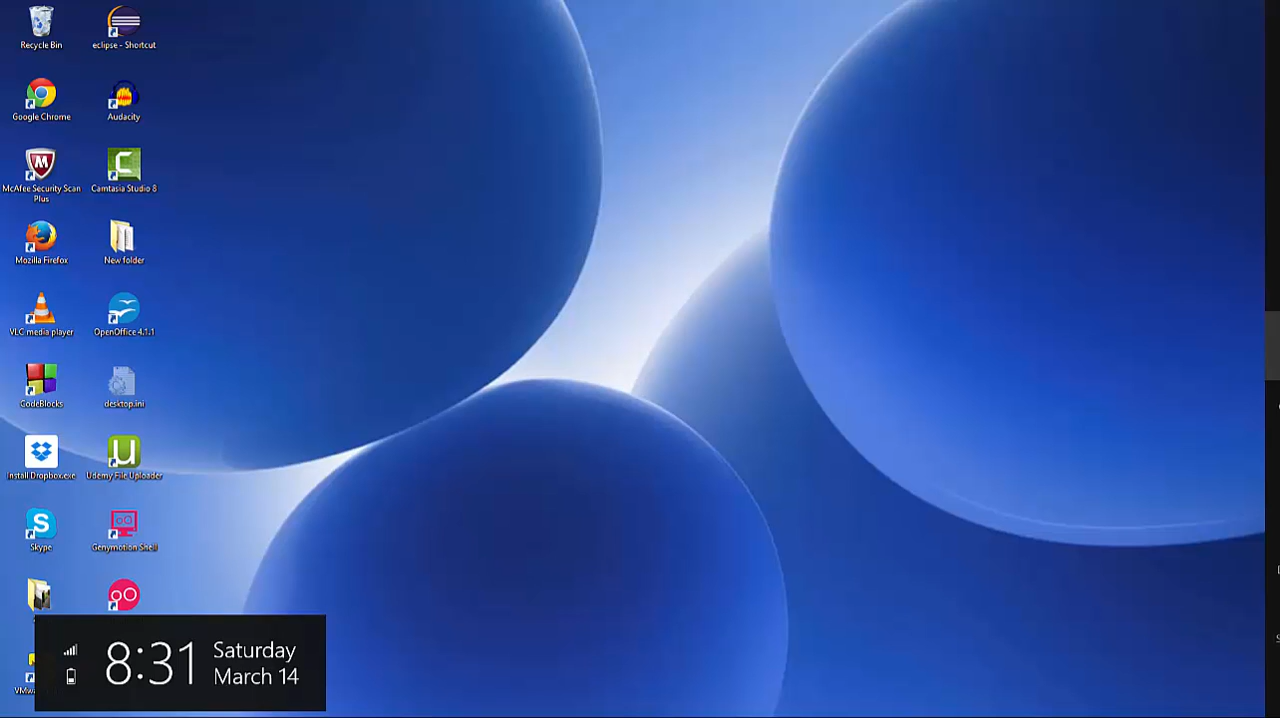 Recycle Bin
eclipse - Shortcut
Google Chrome
Audacity
McAfee Security Scan
Plus
Camtasia Studio 8
Mozilla Firefox
New folder
VLC media player
OpenOffice 4.1.1
CodeBlocks
desktop.ini
Install Dropbox.exe
Udemy File Uploader
Skype
Genymotion Shell
8:31
Saturday
March 14